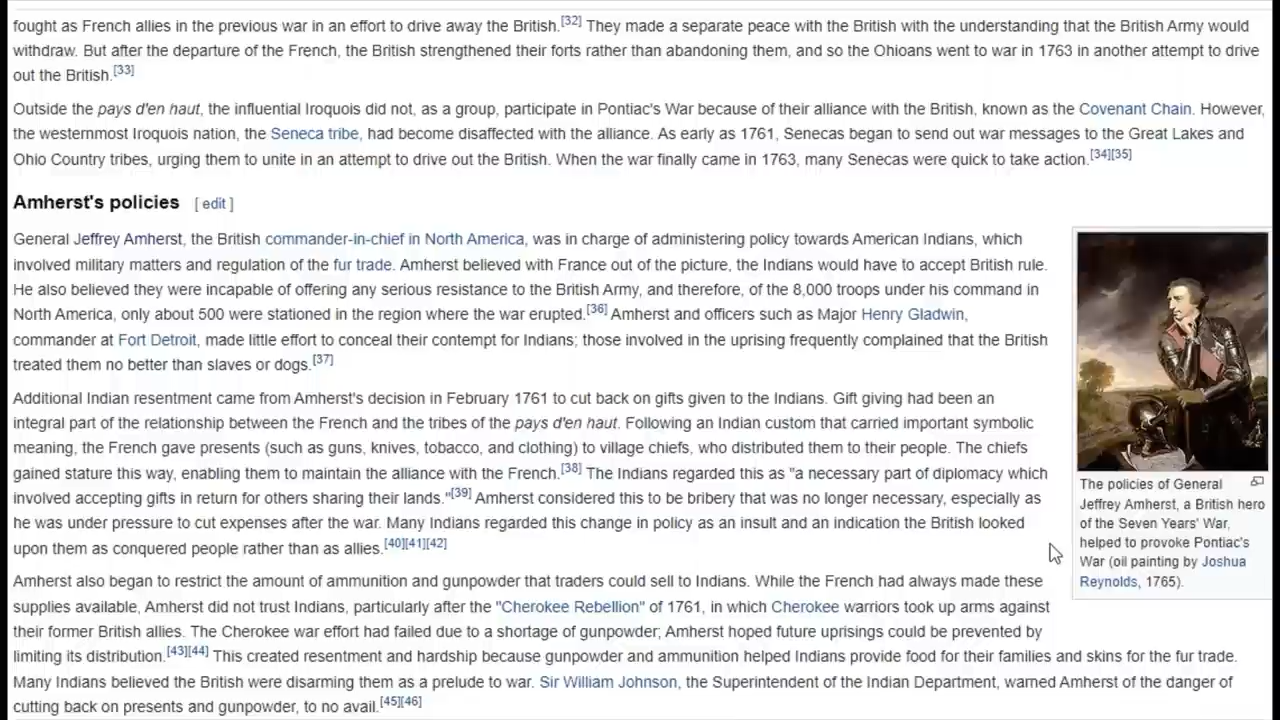 fought as French allies in the previous war in an effort to drive away the British.[32] They made a separate peace with the British with the understanding that the British Army would
withdraw. But after the departure of the French, the British strengthened their forts rather than abandoning them, and so the Ohioans went to war in 1763 in another attempt to drive
out the British.[33]
Outside the pays d'en haut, the influential Iroquois did not, as a group, participate in Pontiac's War because of their alliance with the British, known as the Covenant Chain. However,
the westernmost Iroquois nation, the Seneca tribe, had become disaffected with the alliance. As early as 1761, Senecas began to send out war messages to the Great Lakes and
Ohio Country tribes, urging them to unite in an attempt to drive out the British. When the war finally came in 1763, many Senecas were quick to take action.[34][35]
Amherst's policies [ edit ]
General Jeffrey Amherst, the British commander-in-chief in North America, was in charge of administering policy towards American Indians, which
involved military matters and regulation of the fur trade. Amherst believed with France out of the picture, the Indians would have to accept British rule.
He also believed they were incapable of offering any serious resistance to the British Army, and therefore, of the 8,000 troops under his command in
North America, only about 500 were stationed in the region where the war erupted.[36] Amherst and officers such as Major Henry Gladwin,
commander at Fort Detroit, made little effort to conceal their contempt for Indians; those involved in the uprising frequently complained that the British
treated them no better than slaves or dogs.[37]
Additional Indian resentment came from Amherst's decision in February 1761 to cut back on gifts given to the Indians. Gift giving had been an
integral part of the relationship between the French and the tribes of the pays d'en haut. Following an Indian custom that carried important symbolic
meaning, the French gave presents (such as guns, knives, tobacco, and clothing) to village chiefs, who distributed them to their people. The chiefs
gained stature this way, enabling them to maintain the alliance with the French.[38] The Indians regarded this as "a necessary part of diplomacy which
involved accepting gifts in return for others sharing their lands."[39] Amherst considered this to be bribery that was no longer necessary, especially as
he was under pressure to cut expenses after the war. Many Indians regarded this change in policy as an insult and an indication the British looked
upon them as conquered people rather than as allies.[40][41][42]
Amherst also began to restrict the amount of ammunition and gunpowder that traders could sell to Indians. While the French had always made these
supplies available, Amherst did not trust Indians, particularly after the "Cherokee Rebellion" of 1761, in which Cherokee warriors took up arms against
their former British allies. The Cherokee war effort had failed due to a shortage of gunpowder; Amherst hoped future uprisings could be prevented by
limiting its distribution.[43][44] This created resentment and hardship because gunpowder and ammunition helped Indians provide food for their families and skins for the fur trade.
Many Indians believed the British were disarming them as a prelude to war. Sir William Johnson, the Superintendent of the Indian Department, warned Amherst of the danger of
cutting back on presents and gunpowder, to no avail.[45][46]
The policies of General
Jeffrey Amherst, a British hero
of the Seven Years' War,
helped to provoke Pontiac's
War (oil painting by Joshua
Reynolds, 1765).